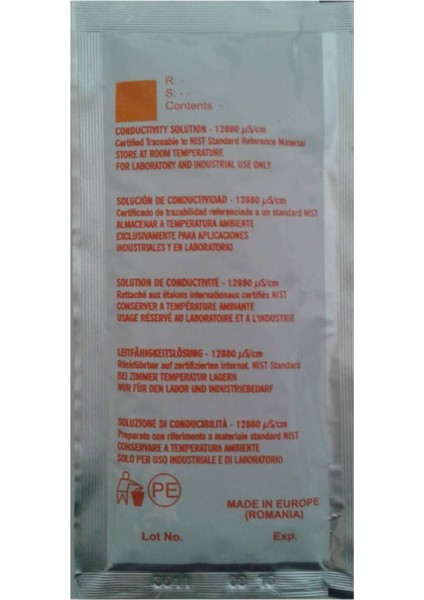 R. -
S: - -
Contents - -
CONDUCTIVITY SOLUTION - 12880 µS/cm
Certified Traceable to NIST Standard Reference Material
STORE AT ROOM TEMPERATURE
FOR LABORATORY AND INDUSTRIAL USE ONLY
SOLUCIÓN DE CONDUCTIVIDAD - 12880 µS/cm
Certificado de trazabilidad referenciado a un standard NIST
ALMACENAR A TEMPERATURA AMBIENTE
EXCLUSIVAMENTE PARA APLICACIONES
INDUSTRIALES Y EN LABORATORIO
SOLUTION DE CONDUCTIVITÉ - 12880 µS/cm
Rattaché aux étalons internationaux certifiés NIST
CONSERVER A TEMPÉRATURE AMBIANTE
USAGE RÉSERVÉ AU LABORATOIRE ET A L'INDUSTRIE
LEITFÄHIGKEITSLÖSUNG - 12880 µS/cm
Rückführbar auf zertifizierten internat. NIST Standard
BEI ZIMMER TEMPERATUR LAGERN
NUR FÜR DEN LABOR UND INDUSTRIEBEDARF
SOLUZIONE DI CONDUCIBILITÀ - 12880 µS/cm
Preparato con riferimento a materiale standard NIST
CONSERVARE A TEMPERATURA AMBIENTE
SOLO PER USO INDUSTRIALE E DI LABORATORIO
PE
MADE IN EUROPE
(ROMANIA)
Lot No. Exp.